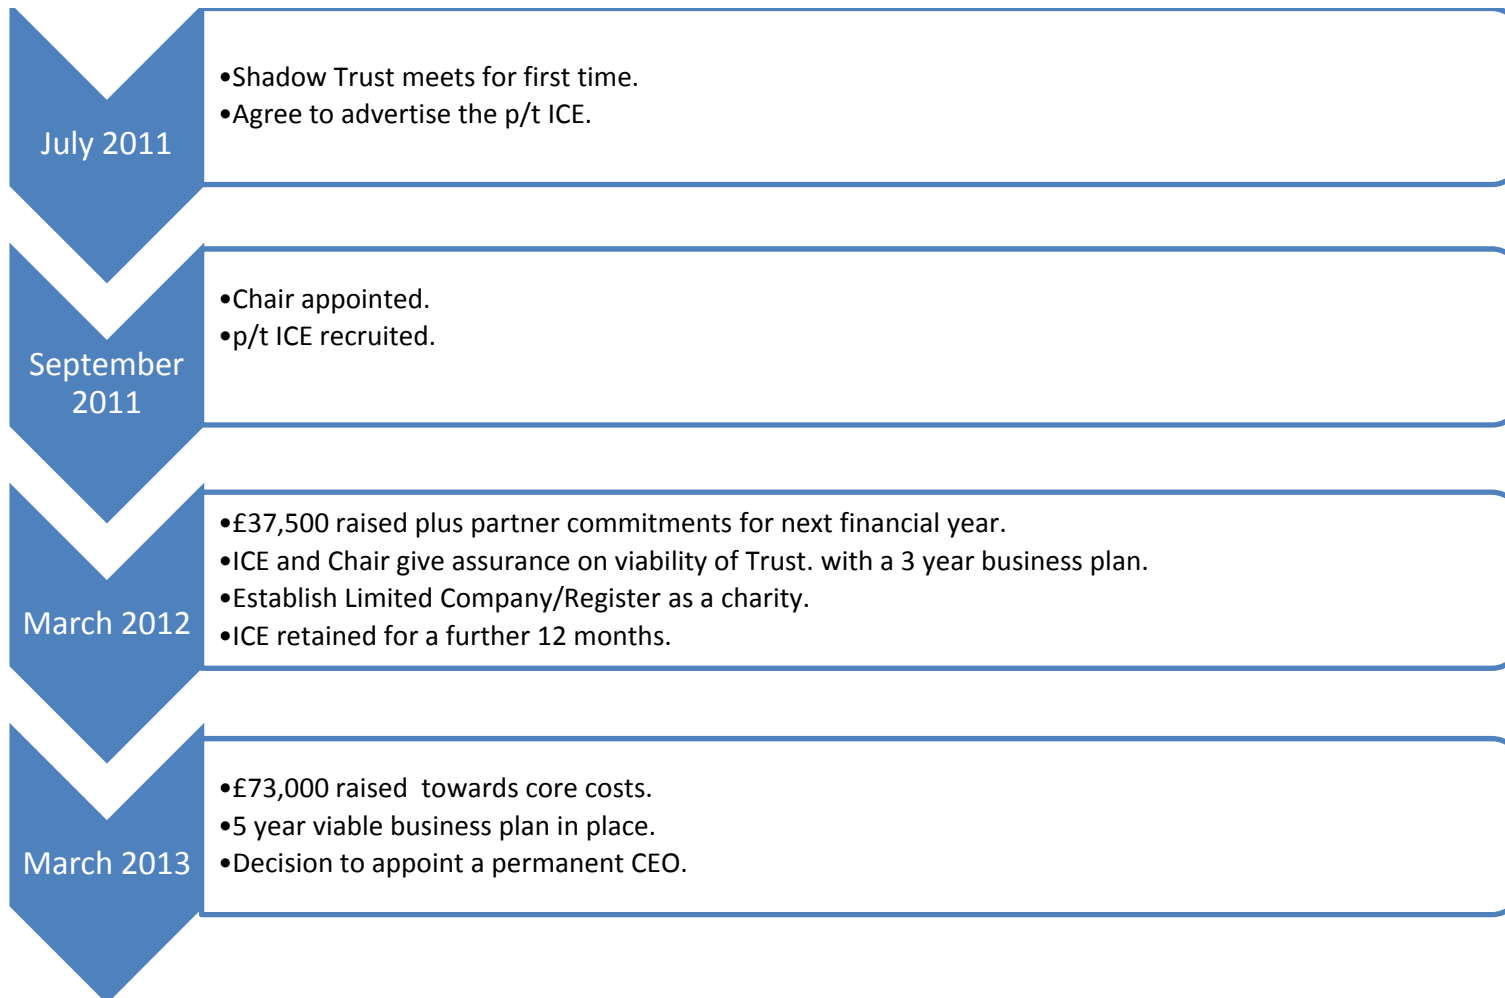 July 2011
•Shadow Trust meets for first time.
•Agree to advertise the p/t ICE.
September
2011
•Chair appointed.
•p/t ICE recruited.
March 2012
•£37,500 raised plus partner commitments for next financial year.
•ICE and Chair give assurance on viability of Trust. with a 3 year business plan.
•Establish Limited Company/Register as a charity.
•ICE retained for a further 12 months.
March 2013
•£73,000 raised  towards core costs.
•5 year viable business plan in place.
•Decision to appoint a permanent CEO.